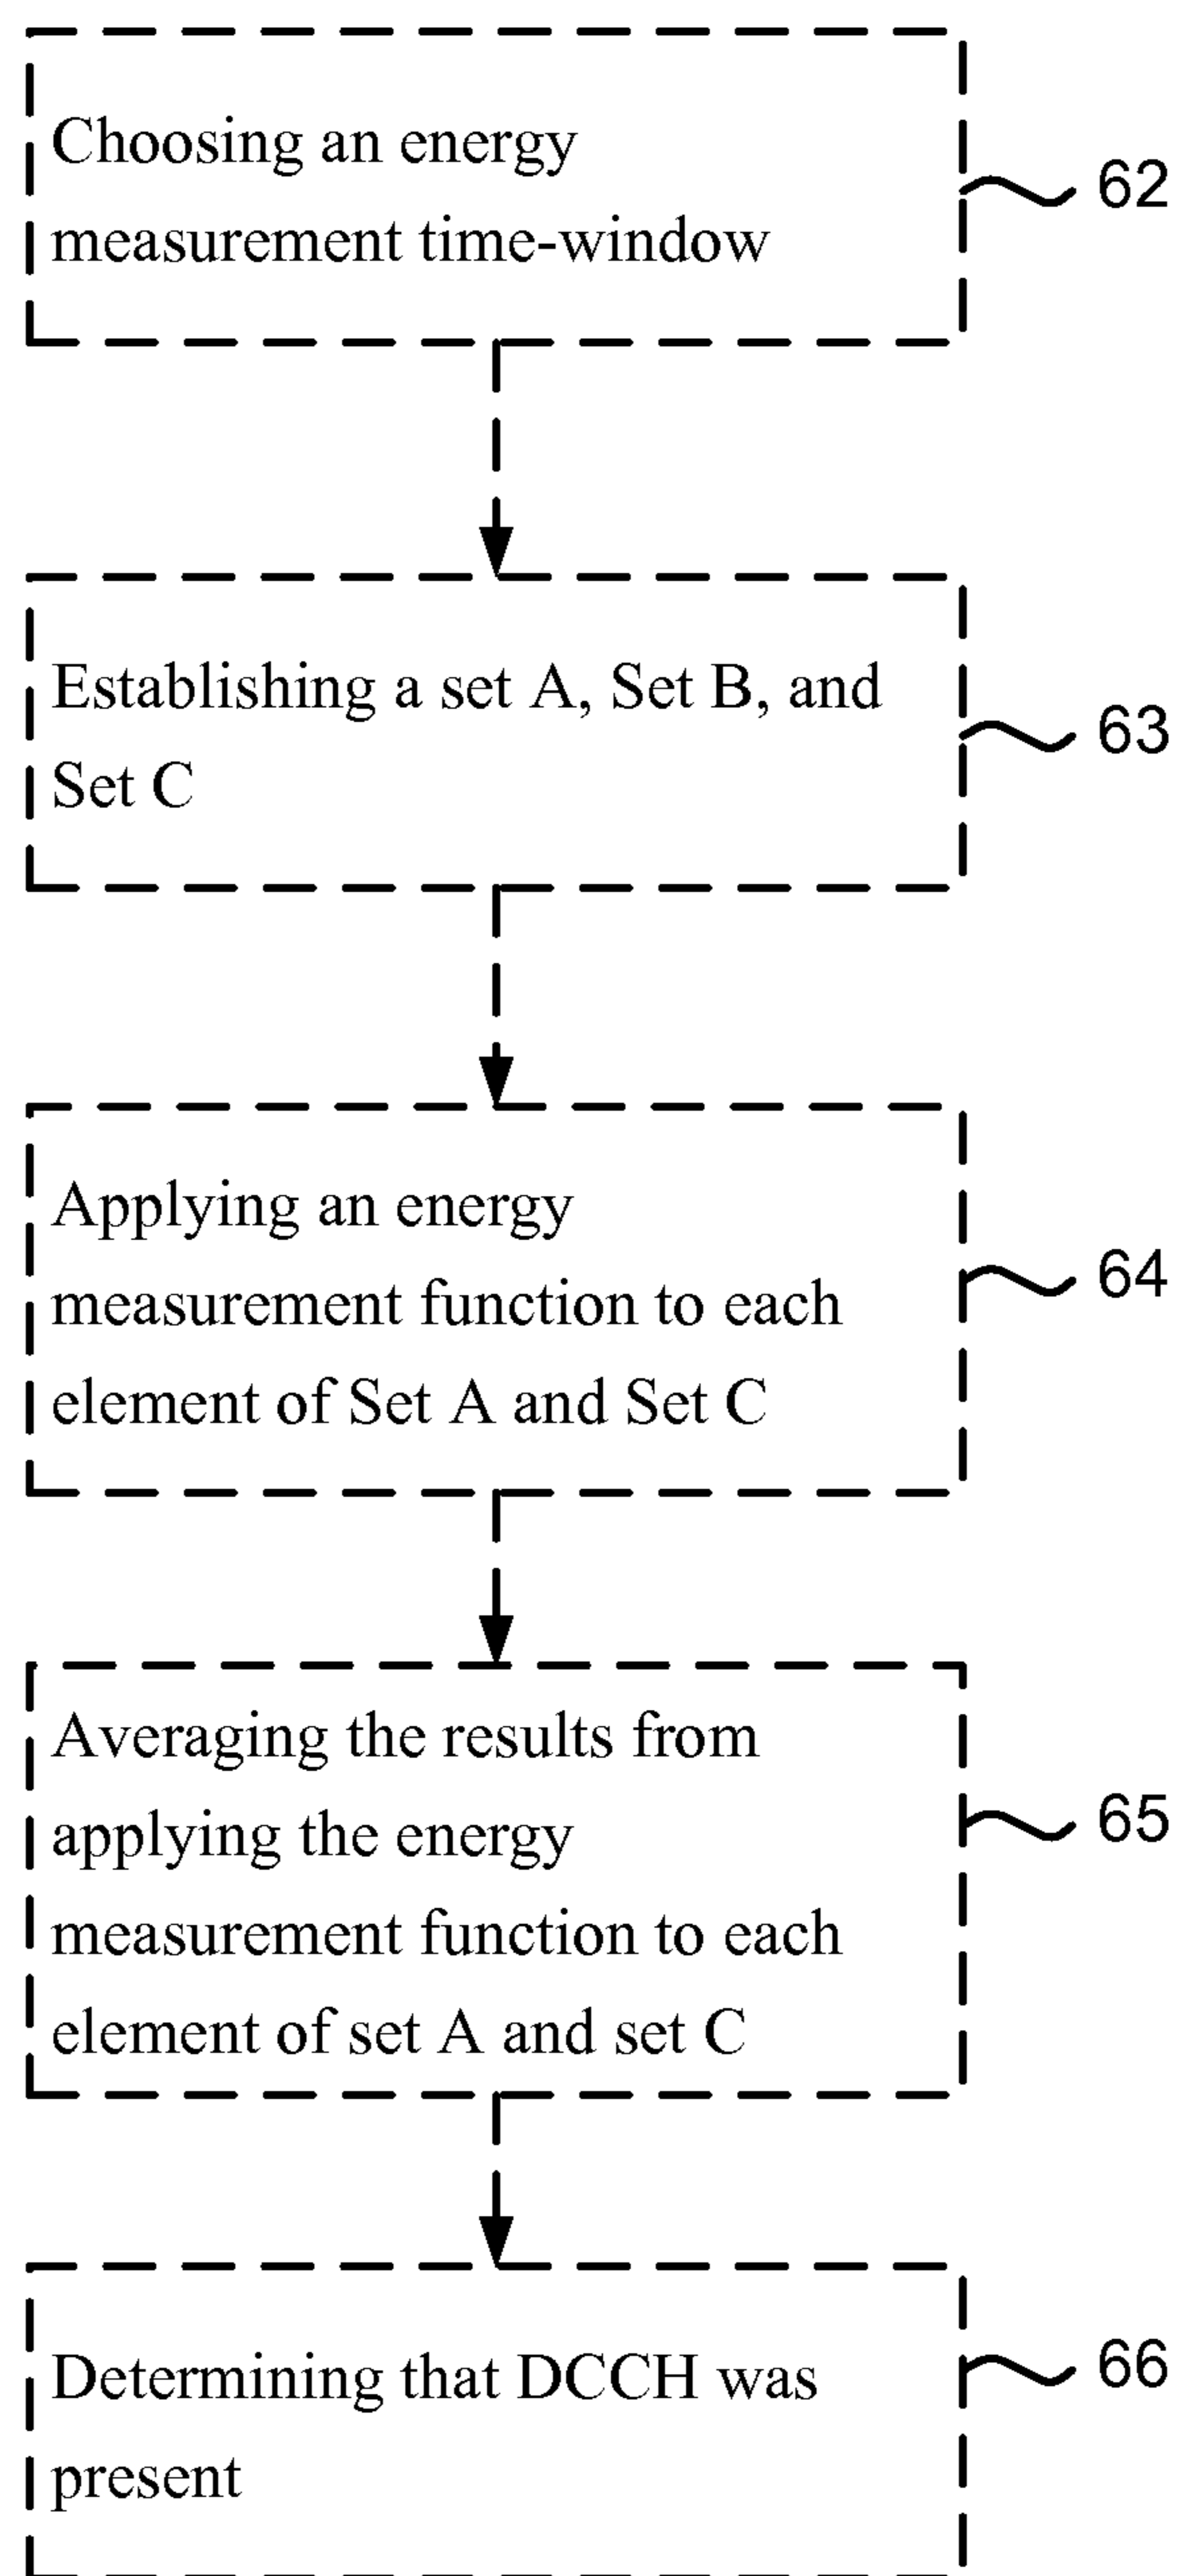 Choosing an energy
measurement time-window
62
Establishing a set A, Set B, and
Set C
63
Applying an energy
measurement function to each
element of Set A and Set C
64
Averaging the results from
applying the energy
measurement function to each
element of set A and set C
65
Determining that DCCH was
present
66